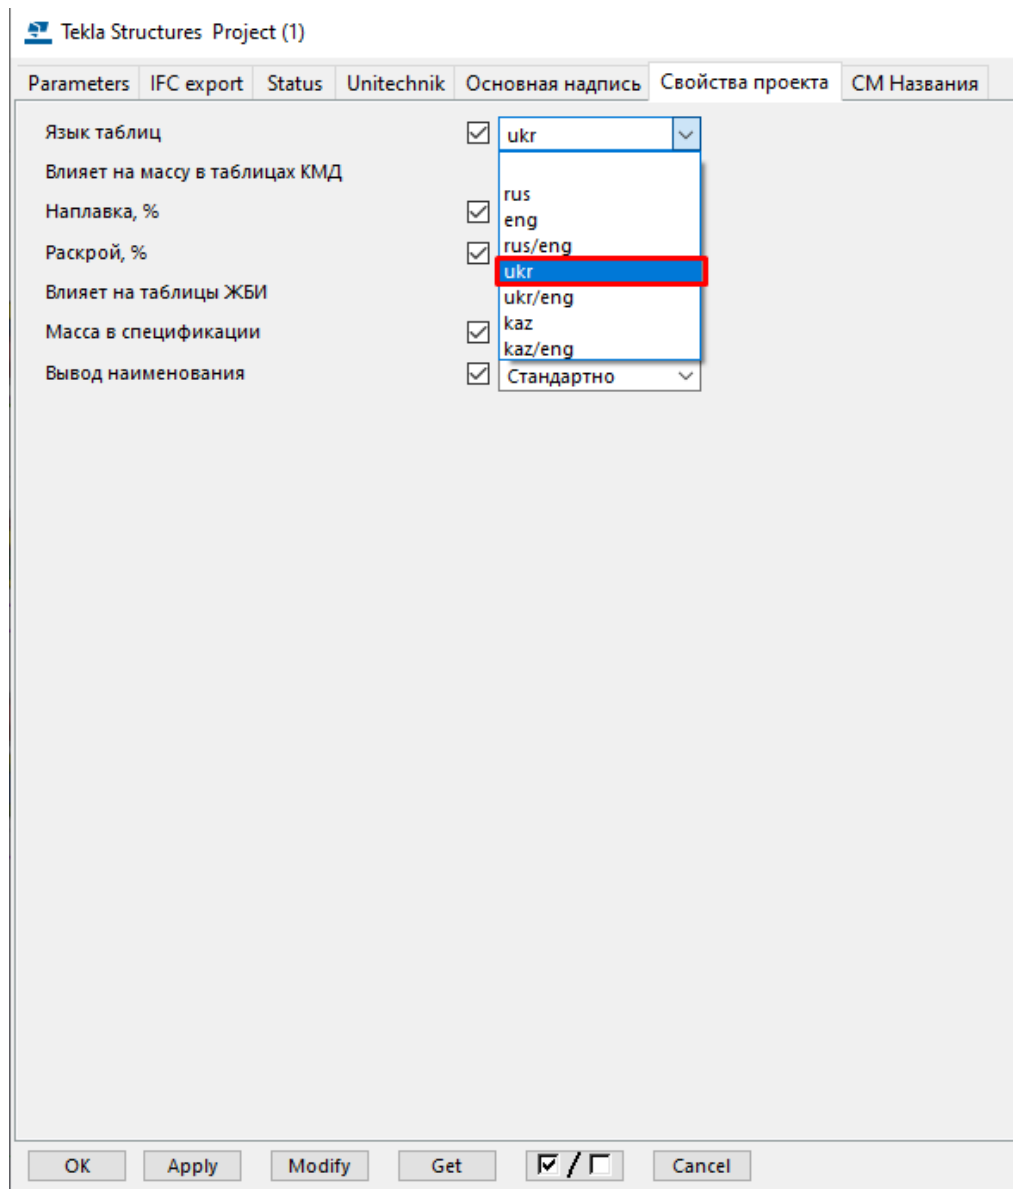 Tekla Structures Project (1)
Parameters IFC export Status Unitechnik Основная надпись Свойства проекта СМ Названия
Язык таблиц ukr
Влияет на массу в таблицах КМД
rus
Наплавка, %
eng
Раскрой, %
rus/eng
ukr
Влияет на таблицы ЖБИ
ukr/eng
Масса в спецификации
kaz
kaz/eng
Вывод наименования Стандартно
OK Apply Modify Get / Cancel